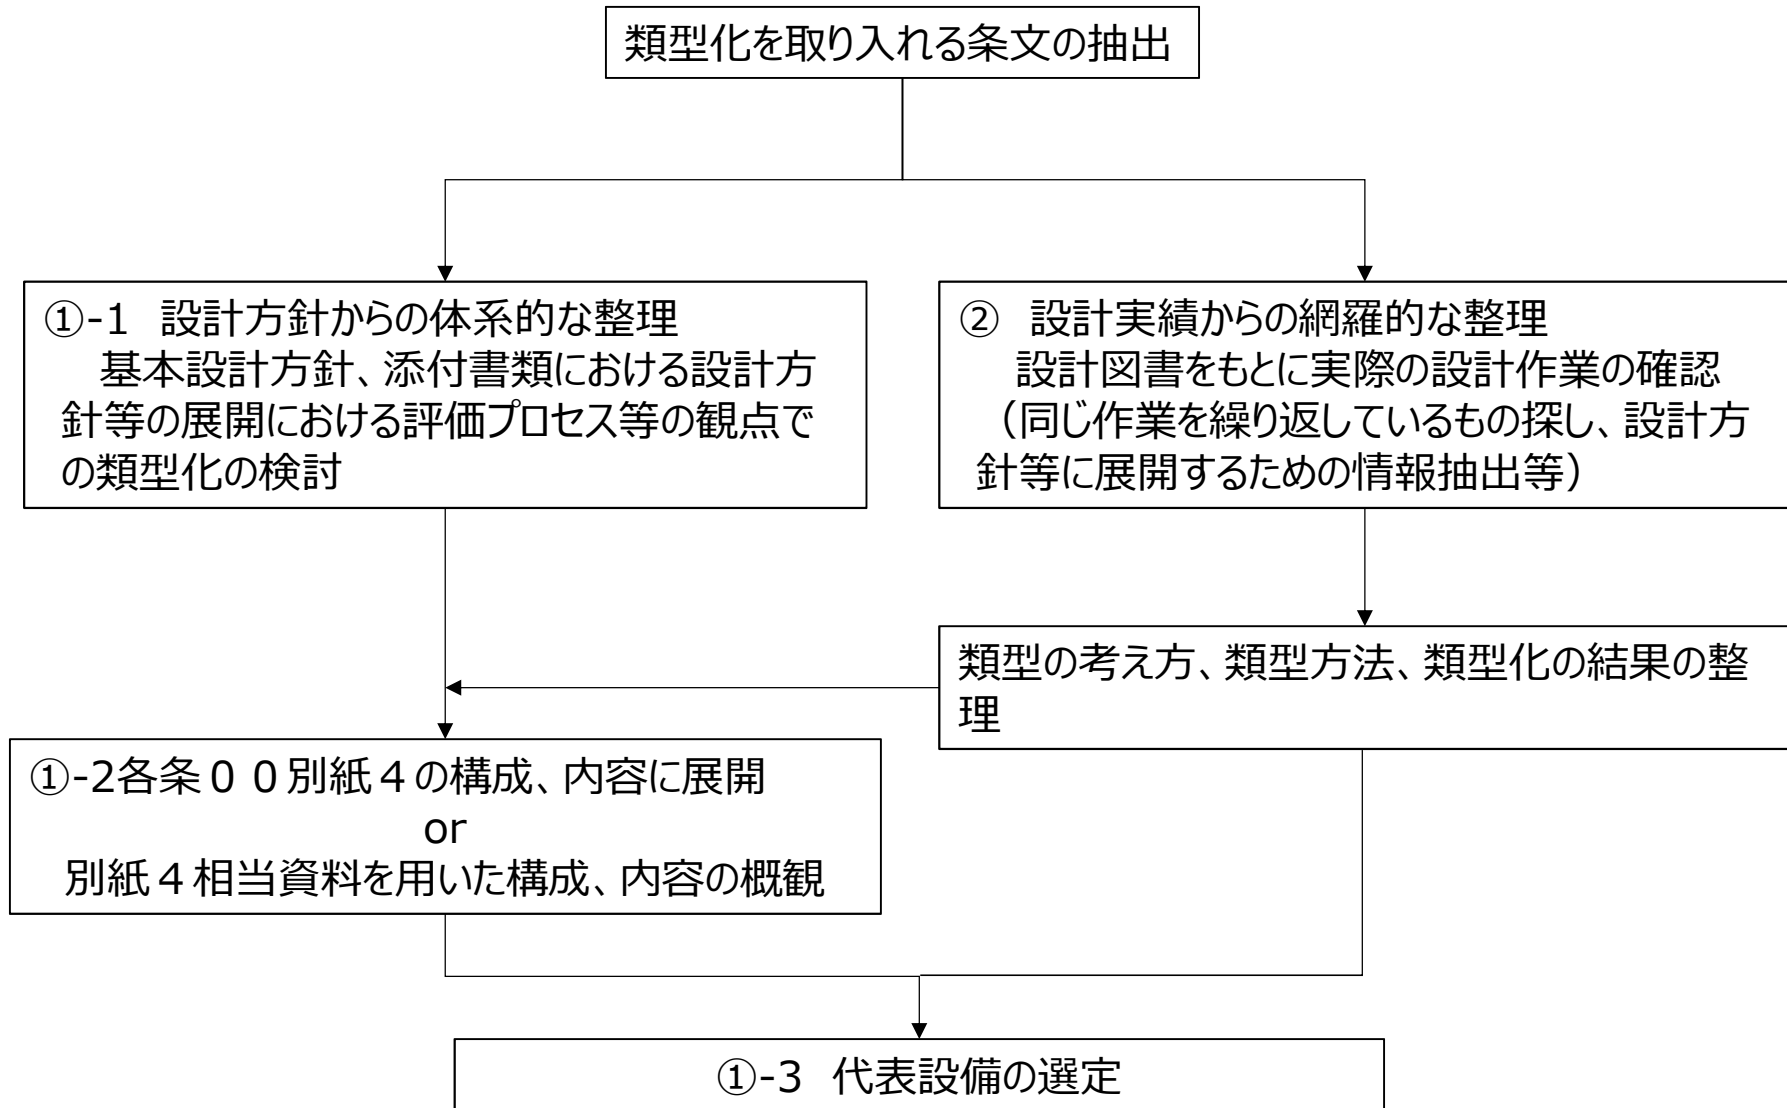 類型化を取り入れる条文の抽出
①-1 設計方針からの体系的な整理
基本設計方針、添付書類における設計方
針等の展開における評価プロセス等の観点で
の類型化の検討
② 設計実績からの網羅的な整理
設計図書をもとに実際の設計作業の確認
（同じ作業を繰り返しているもの探し、設計方
針等に展開するための情報抽出等）
類型の考え方、類型方法、類型化の結果の整
理
①-2各条００別紙４の構成、内容に展開
or
別紙４相当資料を用いた構成、内容の概観
①-3 代表設備の選定